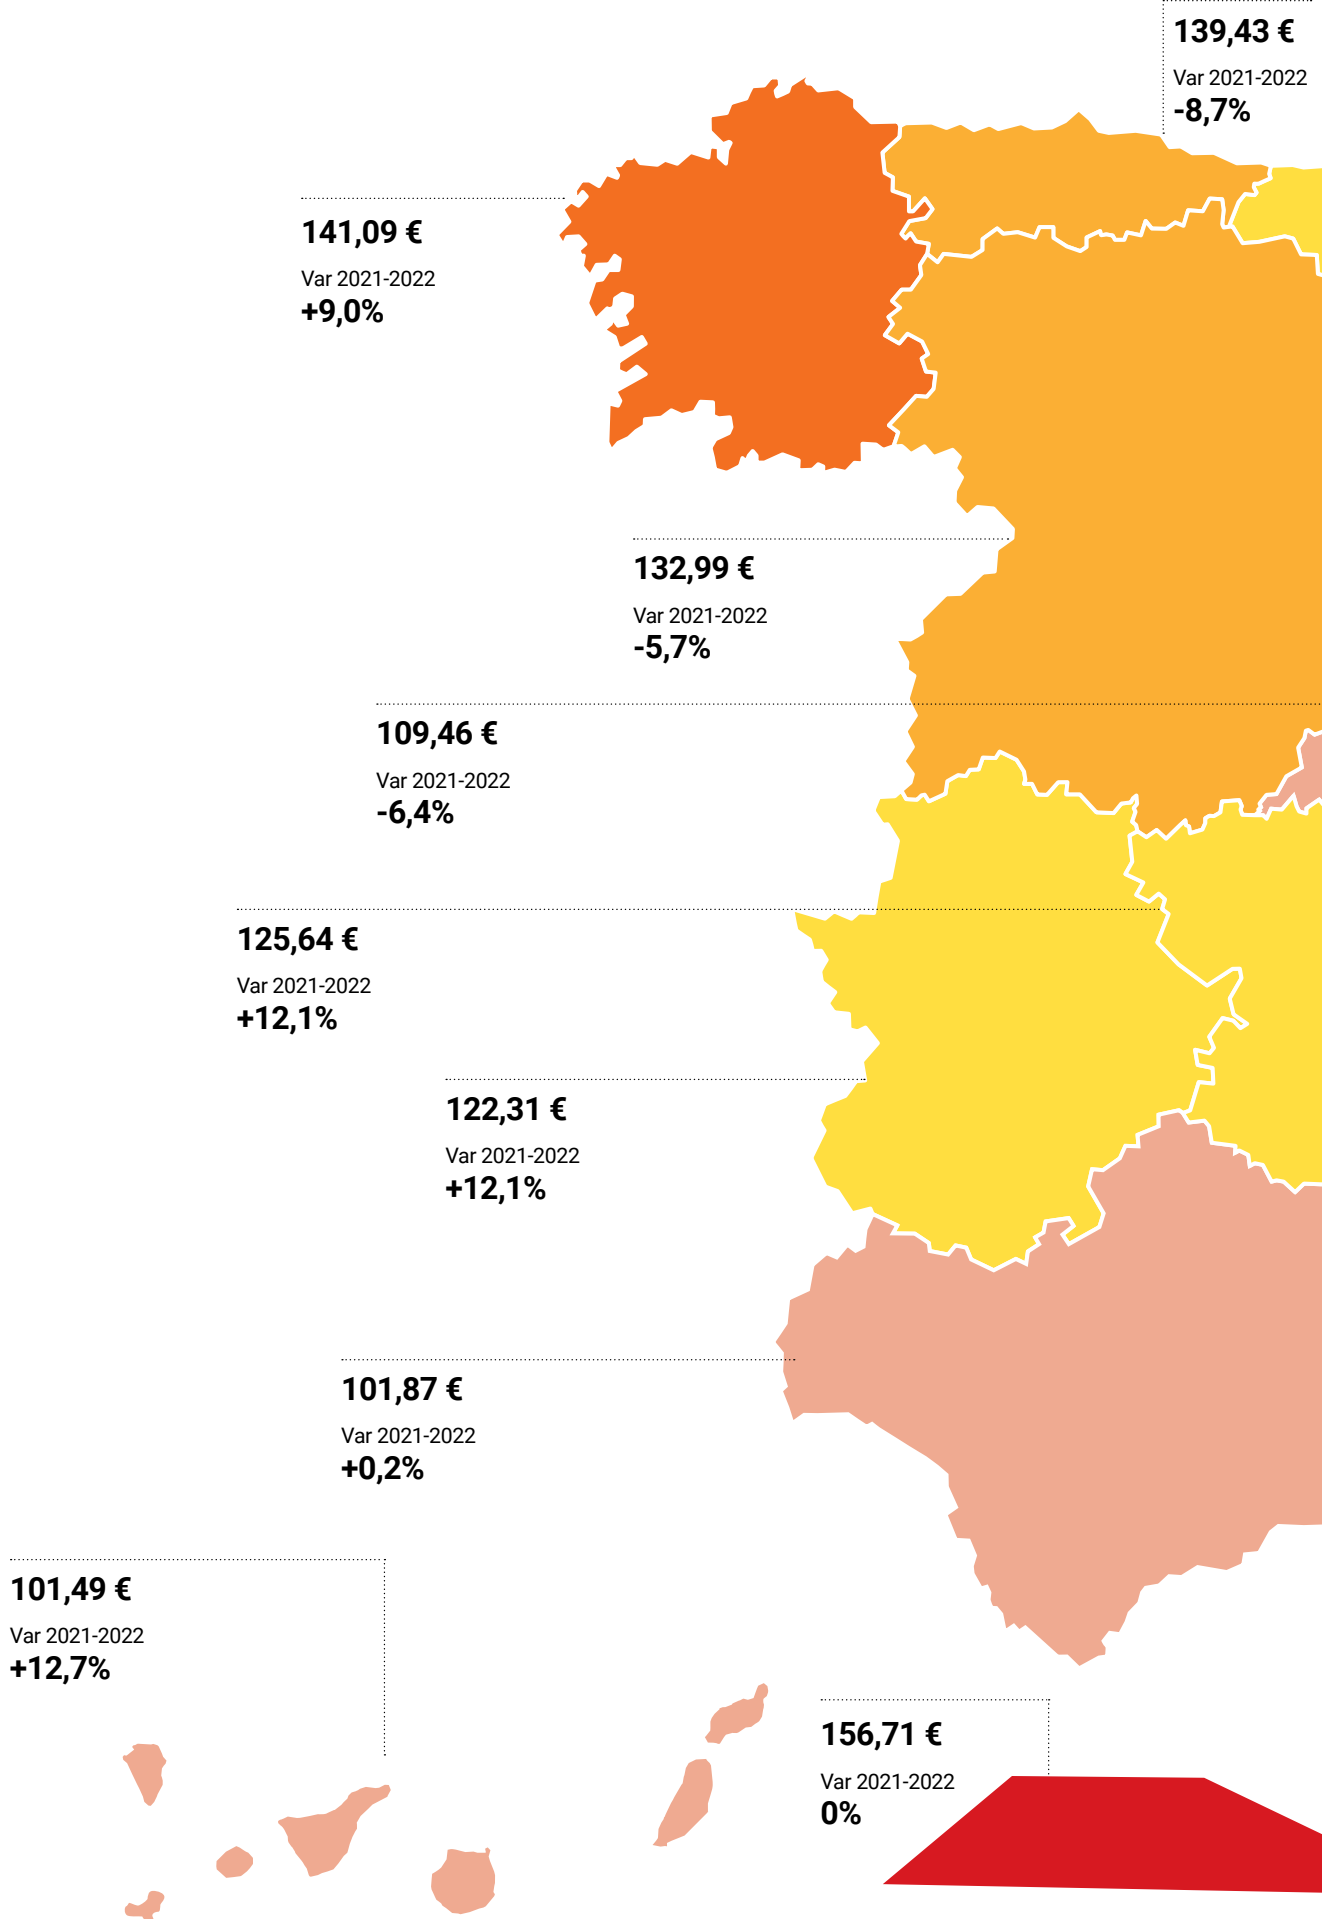 139,43 €
Var 2021-2022
-8,7%
141,09 €
Var 2021-2022
+9,0%
132,99 €
Var 2021-2022
-5,7%
109,46 €
Var 2021-2022
-6,4%
125,64 €
Var 2021-2022
+12,1%
122,31 €
Var 2021-2022
+12,1%
101,87 €
Var 2021-2022
+0,2%
101,49 €
Var 2021-2022
+12,7%
156,71 €
Var 2021-2022
0%